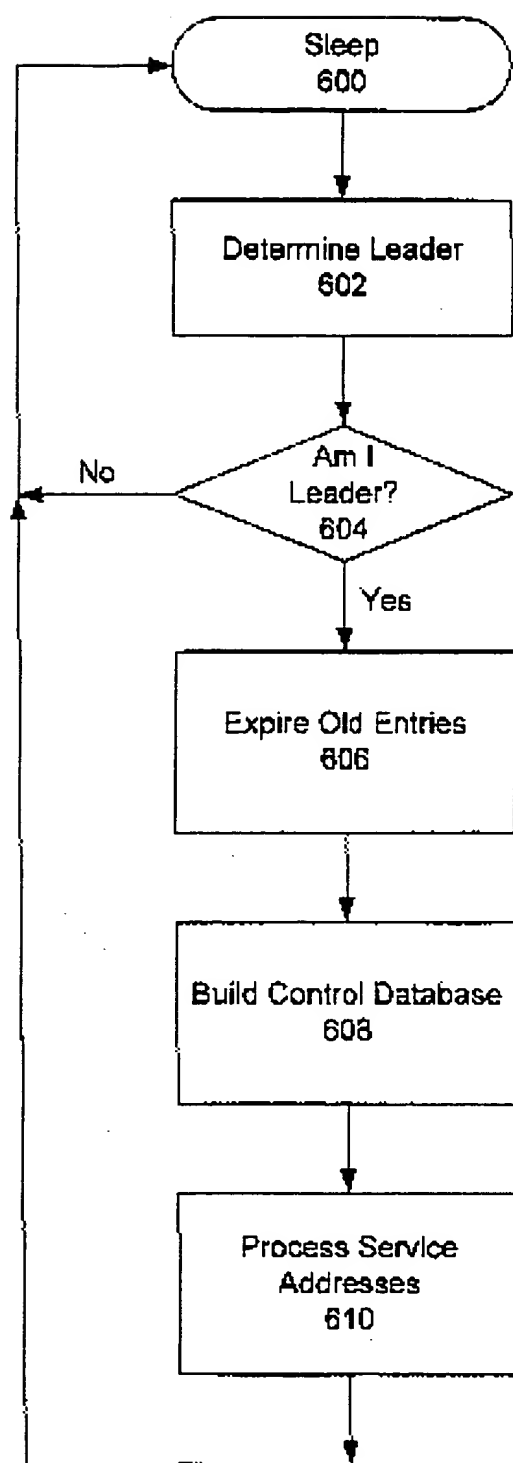 Sleep
600
Determine Leader
602
Am I
Leader?
604
No
Yes
Expire Old Entries
606
Build Control Database
608
Process Service
Addresses
610